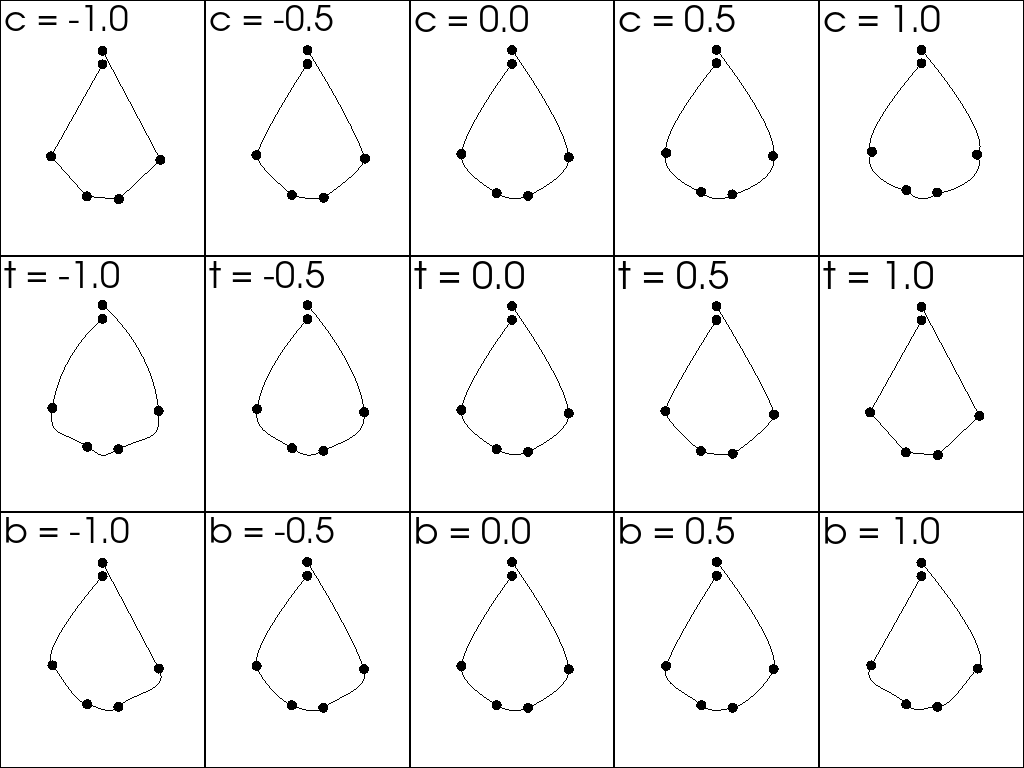 c = -1.0
c = -0.5
c = 0.0
c = 0.5
c = 1.0
t = -1.0
t = -0.5
t = 0.0
t = 0.5
t = 1.0
b = -1.0
b = -0.5
b = 0.0
b = 0.5
b = 1.0